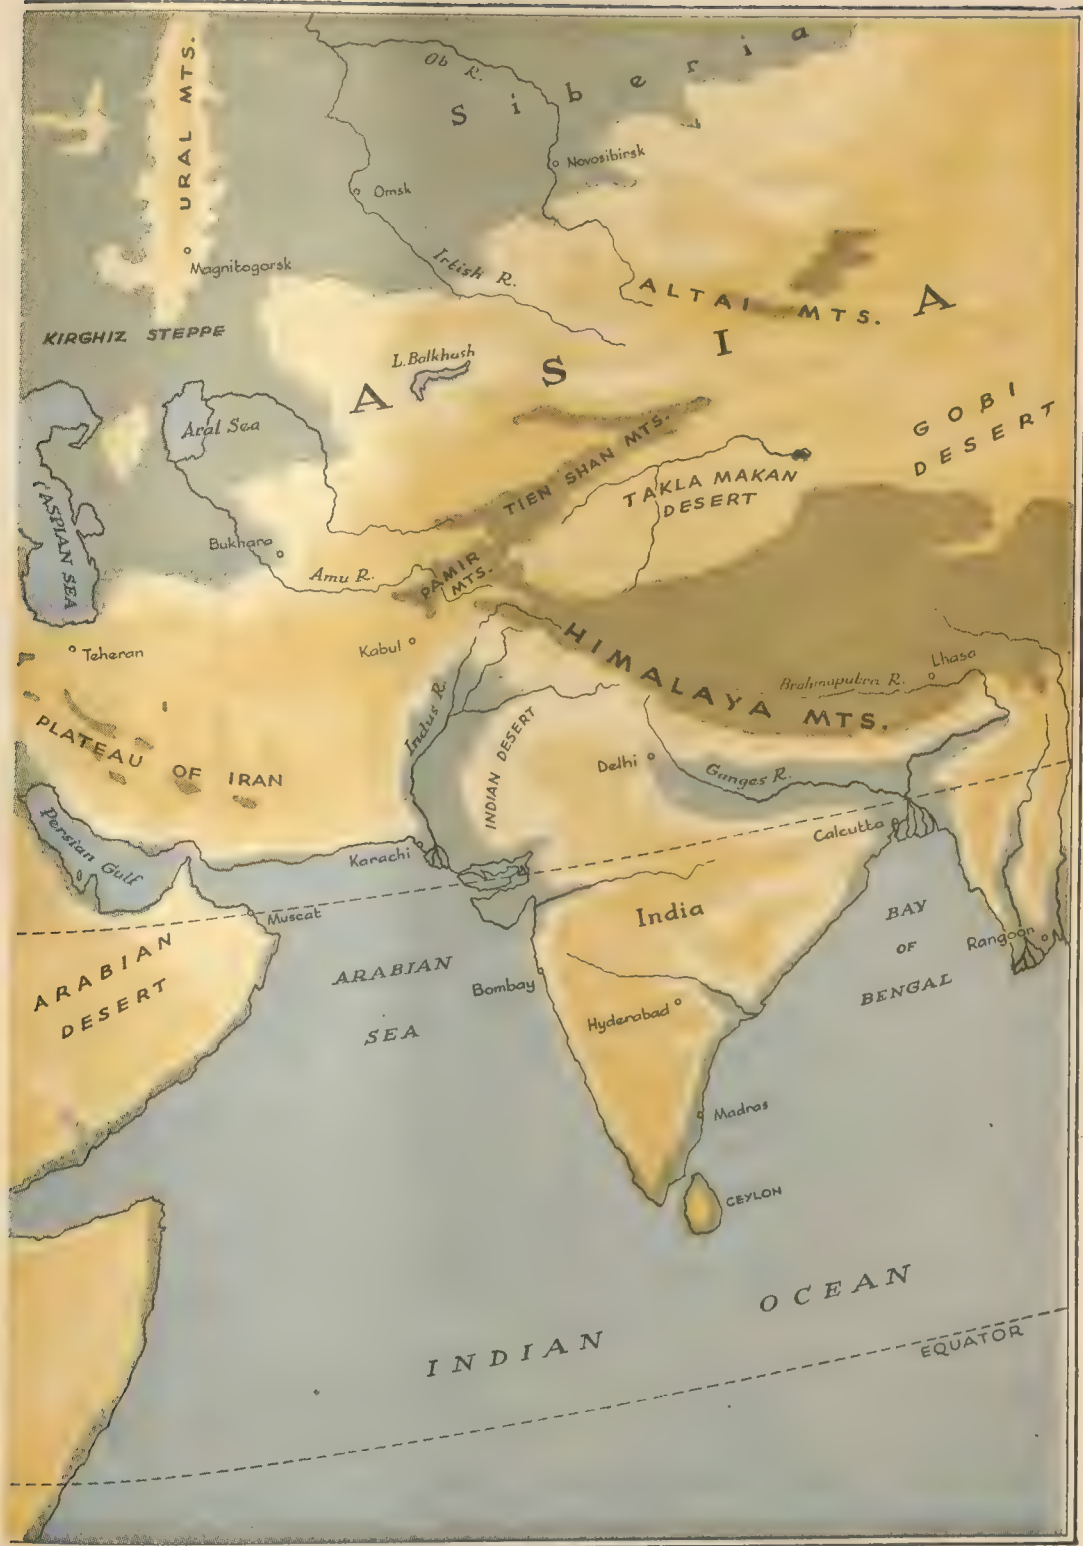 Ob R.
Siberia
URAL MTS.
Novosibirsk
Omsk
Magnitogorsk
Irtish R.
ALTAI MTS.
KIRGHIZ STEPPE
ASIA
L. Balkhash
Aral Sea
GOBI
DESERT
TIEN SHAN MTS.
TAKLA MAKAN
DESERT
CASPIAN SEA
Bukhara
Amu R.
PAMIR
MTS.
HIMALAYA MTS.
Teheran
Kabul
Lhasa
Brahmaputra R.
Indus R.
INDIAN DESERT
PLATEAU OF IRAN
Delhi
Ganges R.
Persian Gulf
Karachi
Calcutta
Muscat
India
BAY
OF
BENGAL
Rangoon
ARABIAN
DESERT
ARABIAN
SEA
Bombay
Hyderabad
Madras
CEYLON
INDIAN OCEAN
EQUATOR